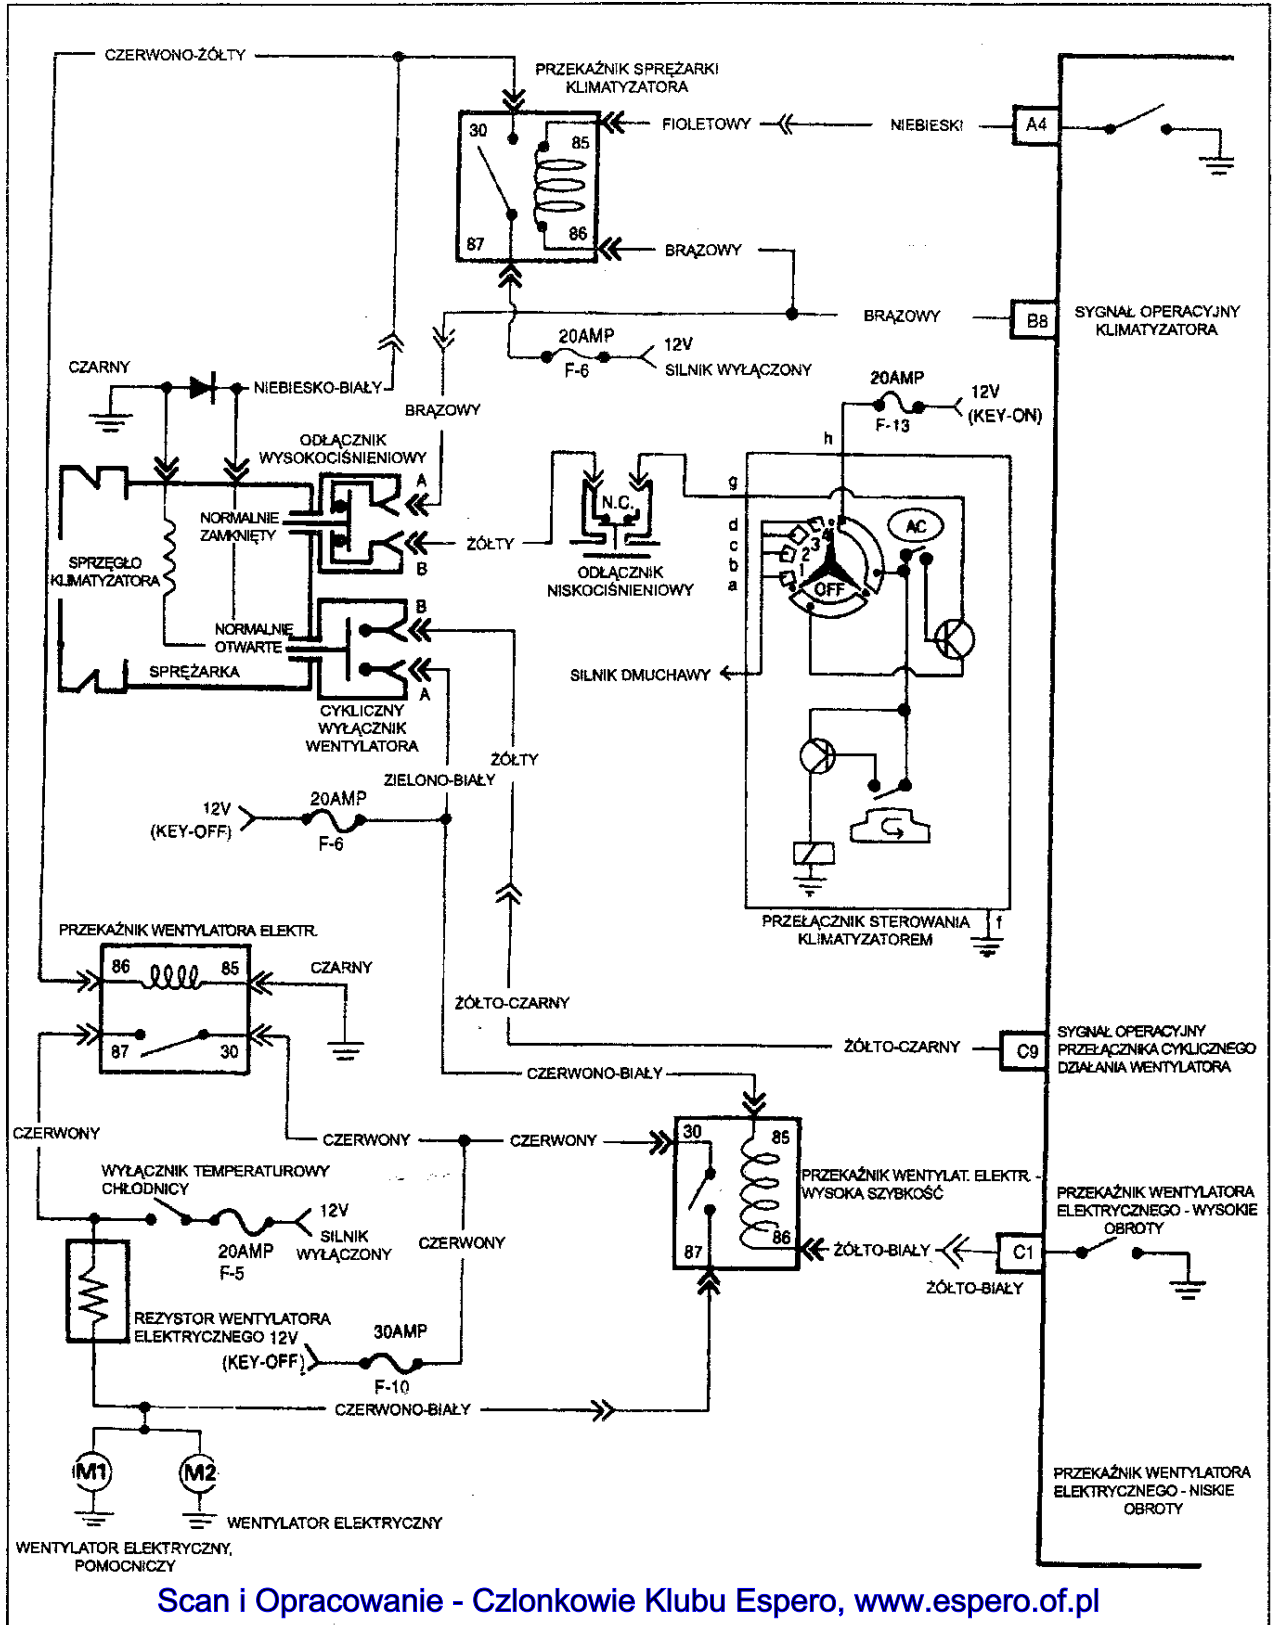 CZERWONO-ŻÓŁTY
PRZEKAŹNIK SPRĘŻARKI
KLIMATYZATORA
30
85
86
87
FIOLETOWY
NIEBIESKI
A4
BRĄZOWY
BRĄZOWY
B8
SYGNAŁ OPERACYJNY
KLIMATYZATORA
20AMP
F-6
12V
SILNIK WYŁĄCZONY
CZARNY
NIEBIESKO-BIAŁY
BRĄZOWY
20AMP
F-13
12V
(KEY-ON)
ODŁĄCZNIK
WYSOKOCIŚNIENIOWY
A
B
NORMALNIE
ZAMKNIĘTY
SPRZĘGŁO
KLIMATYZATORA
NORMALNIE
OTWARTE
SPRĘŻARKA
ŻÓŁTY
N.C.
ODŁĄCZNIK
NISKOCIŚNIENIOWY
h
g
d
c
b
a
4
3
2
1
OFF
AC
SILNIK DMUCHAWY
B
A
CYKLICZNY
WYŁĄCZNIK
WENTYLATORA
ŻÓŁTY
ZIELONO-BIAŁY
12V
(KEY-OFF)
20AMP
F-6
PRZEŁĄCZNIK STEROWANIA
KLIMATYZATOREM
f
PRZEKAŹNIK WENTYLATORA ELEKTR.
86
85
87
30
CZARNY
ŻÓŁTO-CZARNY
ŻÓŁTO-CZARNY
C9
SYGNAŁ OPERACYJNY
PRZEŁĄCZNIKA CYKLICZNEGO
DZIAŁANIA WENTYLATORA
CZERWONO-BIAŁY
CZERWONY
CZERWONY
CZERWONY
30
85
86
87
PRZEKAŹNIK WENTYLAT. ELEKTR. -
WYSOKA SZYBKOŚĆ
WYŁĄCZNIK TEMPERATUROWY
CHŁODNICY
12V
SILNIK
WYŁĄCZONY
20AMP
F-5
CZERWONY
PRZEKAŹNIK WENTYLATORA
ELEKTRYCZNEGO - WYSOKIE
OBROTY
ŻÓŁTO-BIAŁY
C1
ŻÓŁTO-BIAŁY
REZYSTOR WENTYLATORA
ELEKTRYCZNEGO
12V
(KEY-OFF)
30AMP
F-10
CZERWONO-BIAŁY
M1
M2
WENTYLATOR ELEKTRYCZNY
WENTYLATOR ELEKTRYCZNY,
POMOCNICZY
PRZEKAŹNIK WENTYLATORA
ELEKTRYCZNEGO - NISKIE
OBROTY
Scan i Opracowanie - Czlonkowie Klubu Espero, www.espero.of.pl